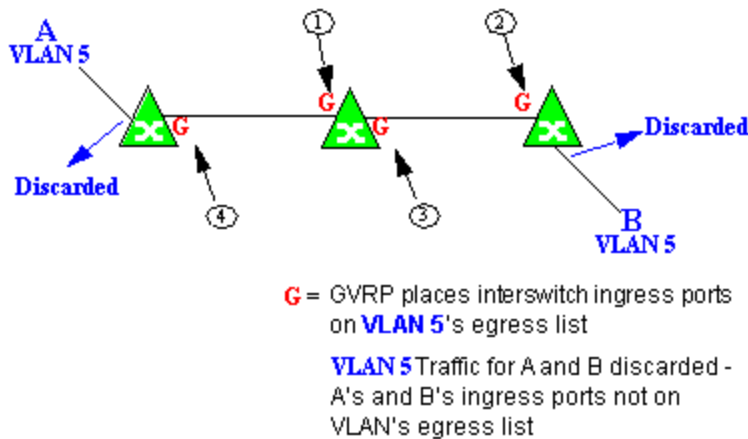 A
VLAN 5
1
2
G
G
G
G
Discarded
Discarded
4
3
B
VLAN 5
G = GVRP places interswitch ingress ports
on VLAN 5's egress list
VLAN 5 Traffic for A and B discarded -
A's and B's ingress ports not on
VLAN's egress list